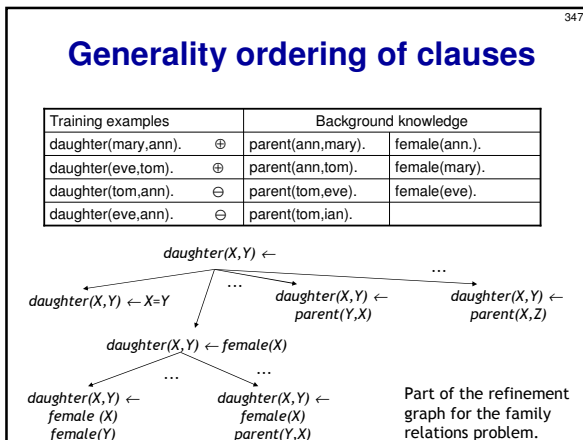 347
Generality ordering of clauses
Training examples Background knowledge
daughter(mary,ann). ⊕ parent(ann,mary). female(ann.).
daughter(eve,tom). ⊕ parent(ann,tom). female(mary).
daughter(tom,ann). ⊖ parent(tom,eve). female(eve).
daughter(eve,ann). ⊖ parent(tom,ian).
daughter(X,Y) ←
...
...
daughter(X,Y) ← X=Y
daughter(X,Y) ←
parent(Y,X)
daughter(X,Y) ←
parent(X,Z)
daughter(X,Y) ← female(X)
...
...
daughter(X,Y) ←
female (X)
female(Y)
daughter(X,Y) ←
female(X)
parent(Y,X)
Part of the refinement
graph for the family
relations problem.